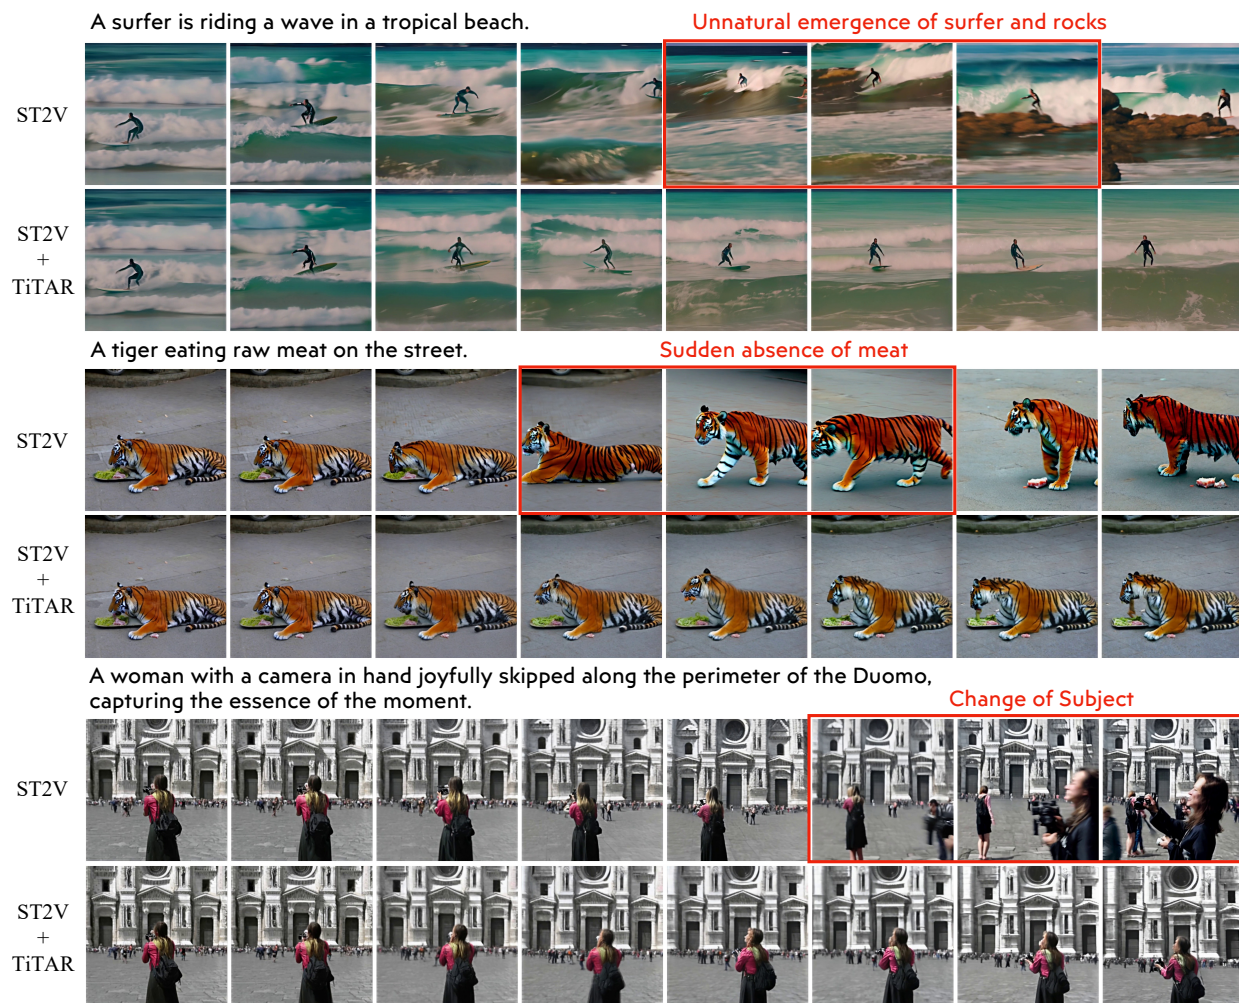 A surfer is riding a wave in a tropical beach.
Unnatural emergence of surfer and rocks
ST2V
ST2V
+
TiTAR
A tiger eating raw meat on the street.
Sudden absence of meat
ST2V
ST2V
+
TiTAR
A woman with a camera in hand joyfully skipped along the perimeter of the Duomo,
capturing the essence of the moment.
Change of Subject
ST2V
ST2V
+
TiTAR